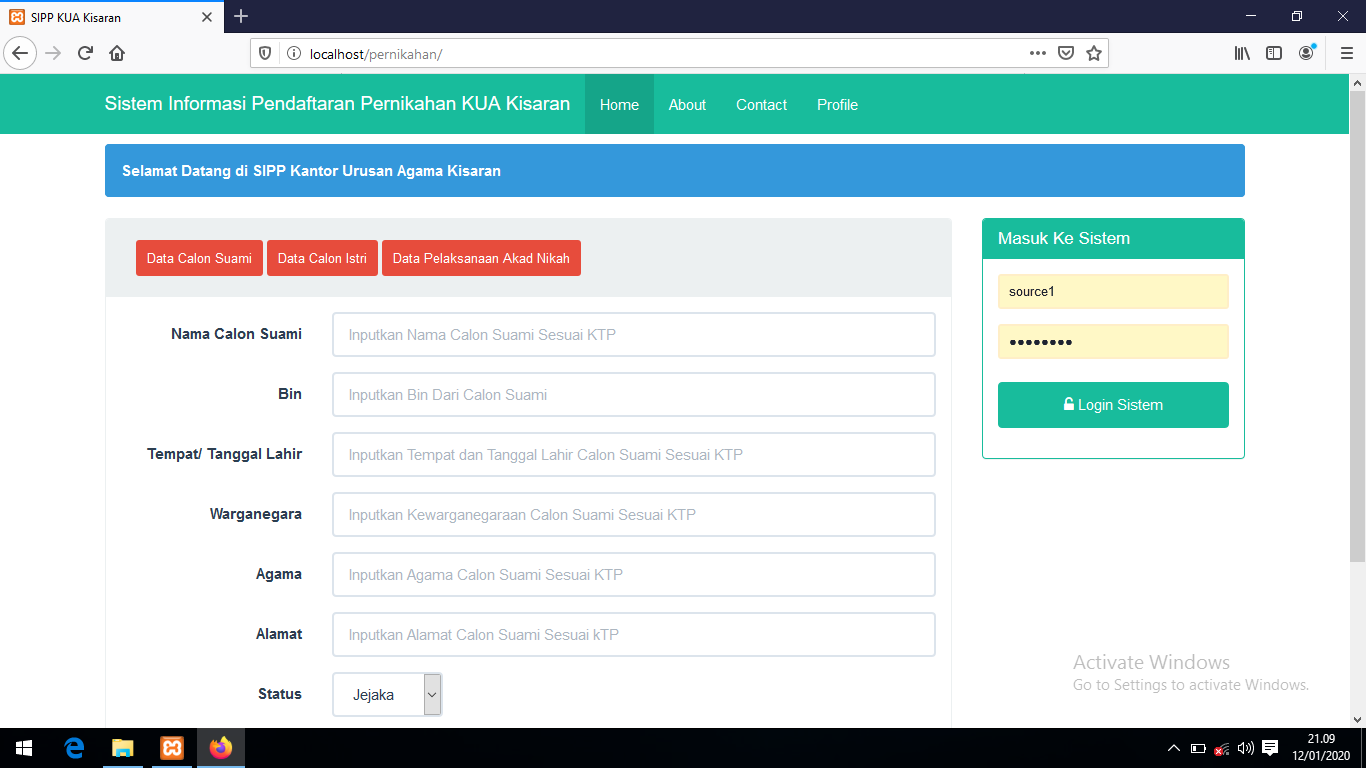 SIPP KUA Kisaran
localhost/pernikahan/
Sistem Informasi Pendaftaran Pernikahan KUA Kisaran
Home
About
Contact
Profile
Selamat Datang di SIPP Kantor Urusan Agama Kisaran
Data Calon Suami
Data Calon Istri
Data Pelaksanaan Akad Nikah
Nama Calon Suami
Inputkan Nama Calon Suami Sesuai KTP
Bin
Inputkan Bin Dari Calon Suami
Tempat/ Tanggal Lahir
Inputkan Tempat dan Tanggal Lahir Calon Suami Sesuai KTP
Warganegara
Inputkan Kewarganegaraan Calon Suami Sesuai KTP
Agama
Inputkan Agama Calon Suami Sesuai KTP
Alamat
Inputkan Alamat Calon Suami Sesuai kTP
Status
Jejaka
Masuk Ke Sistem
source1
●●●●●●●●
Login Sistem
Activate Windows
Go to Settings to activate Windows.
21.09
12/01/2020